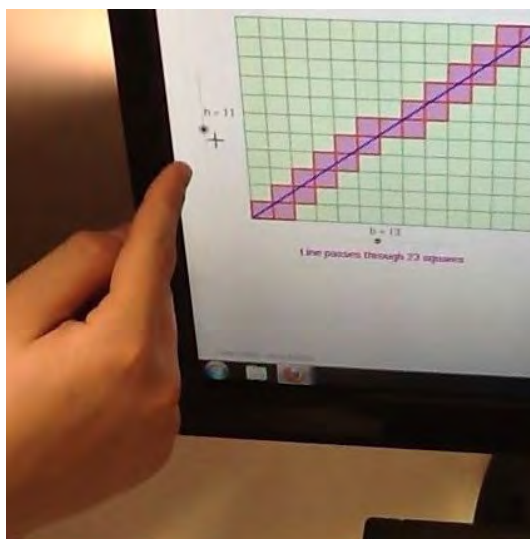 h = 11
b = 13
Line passes through 23 squares